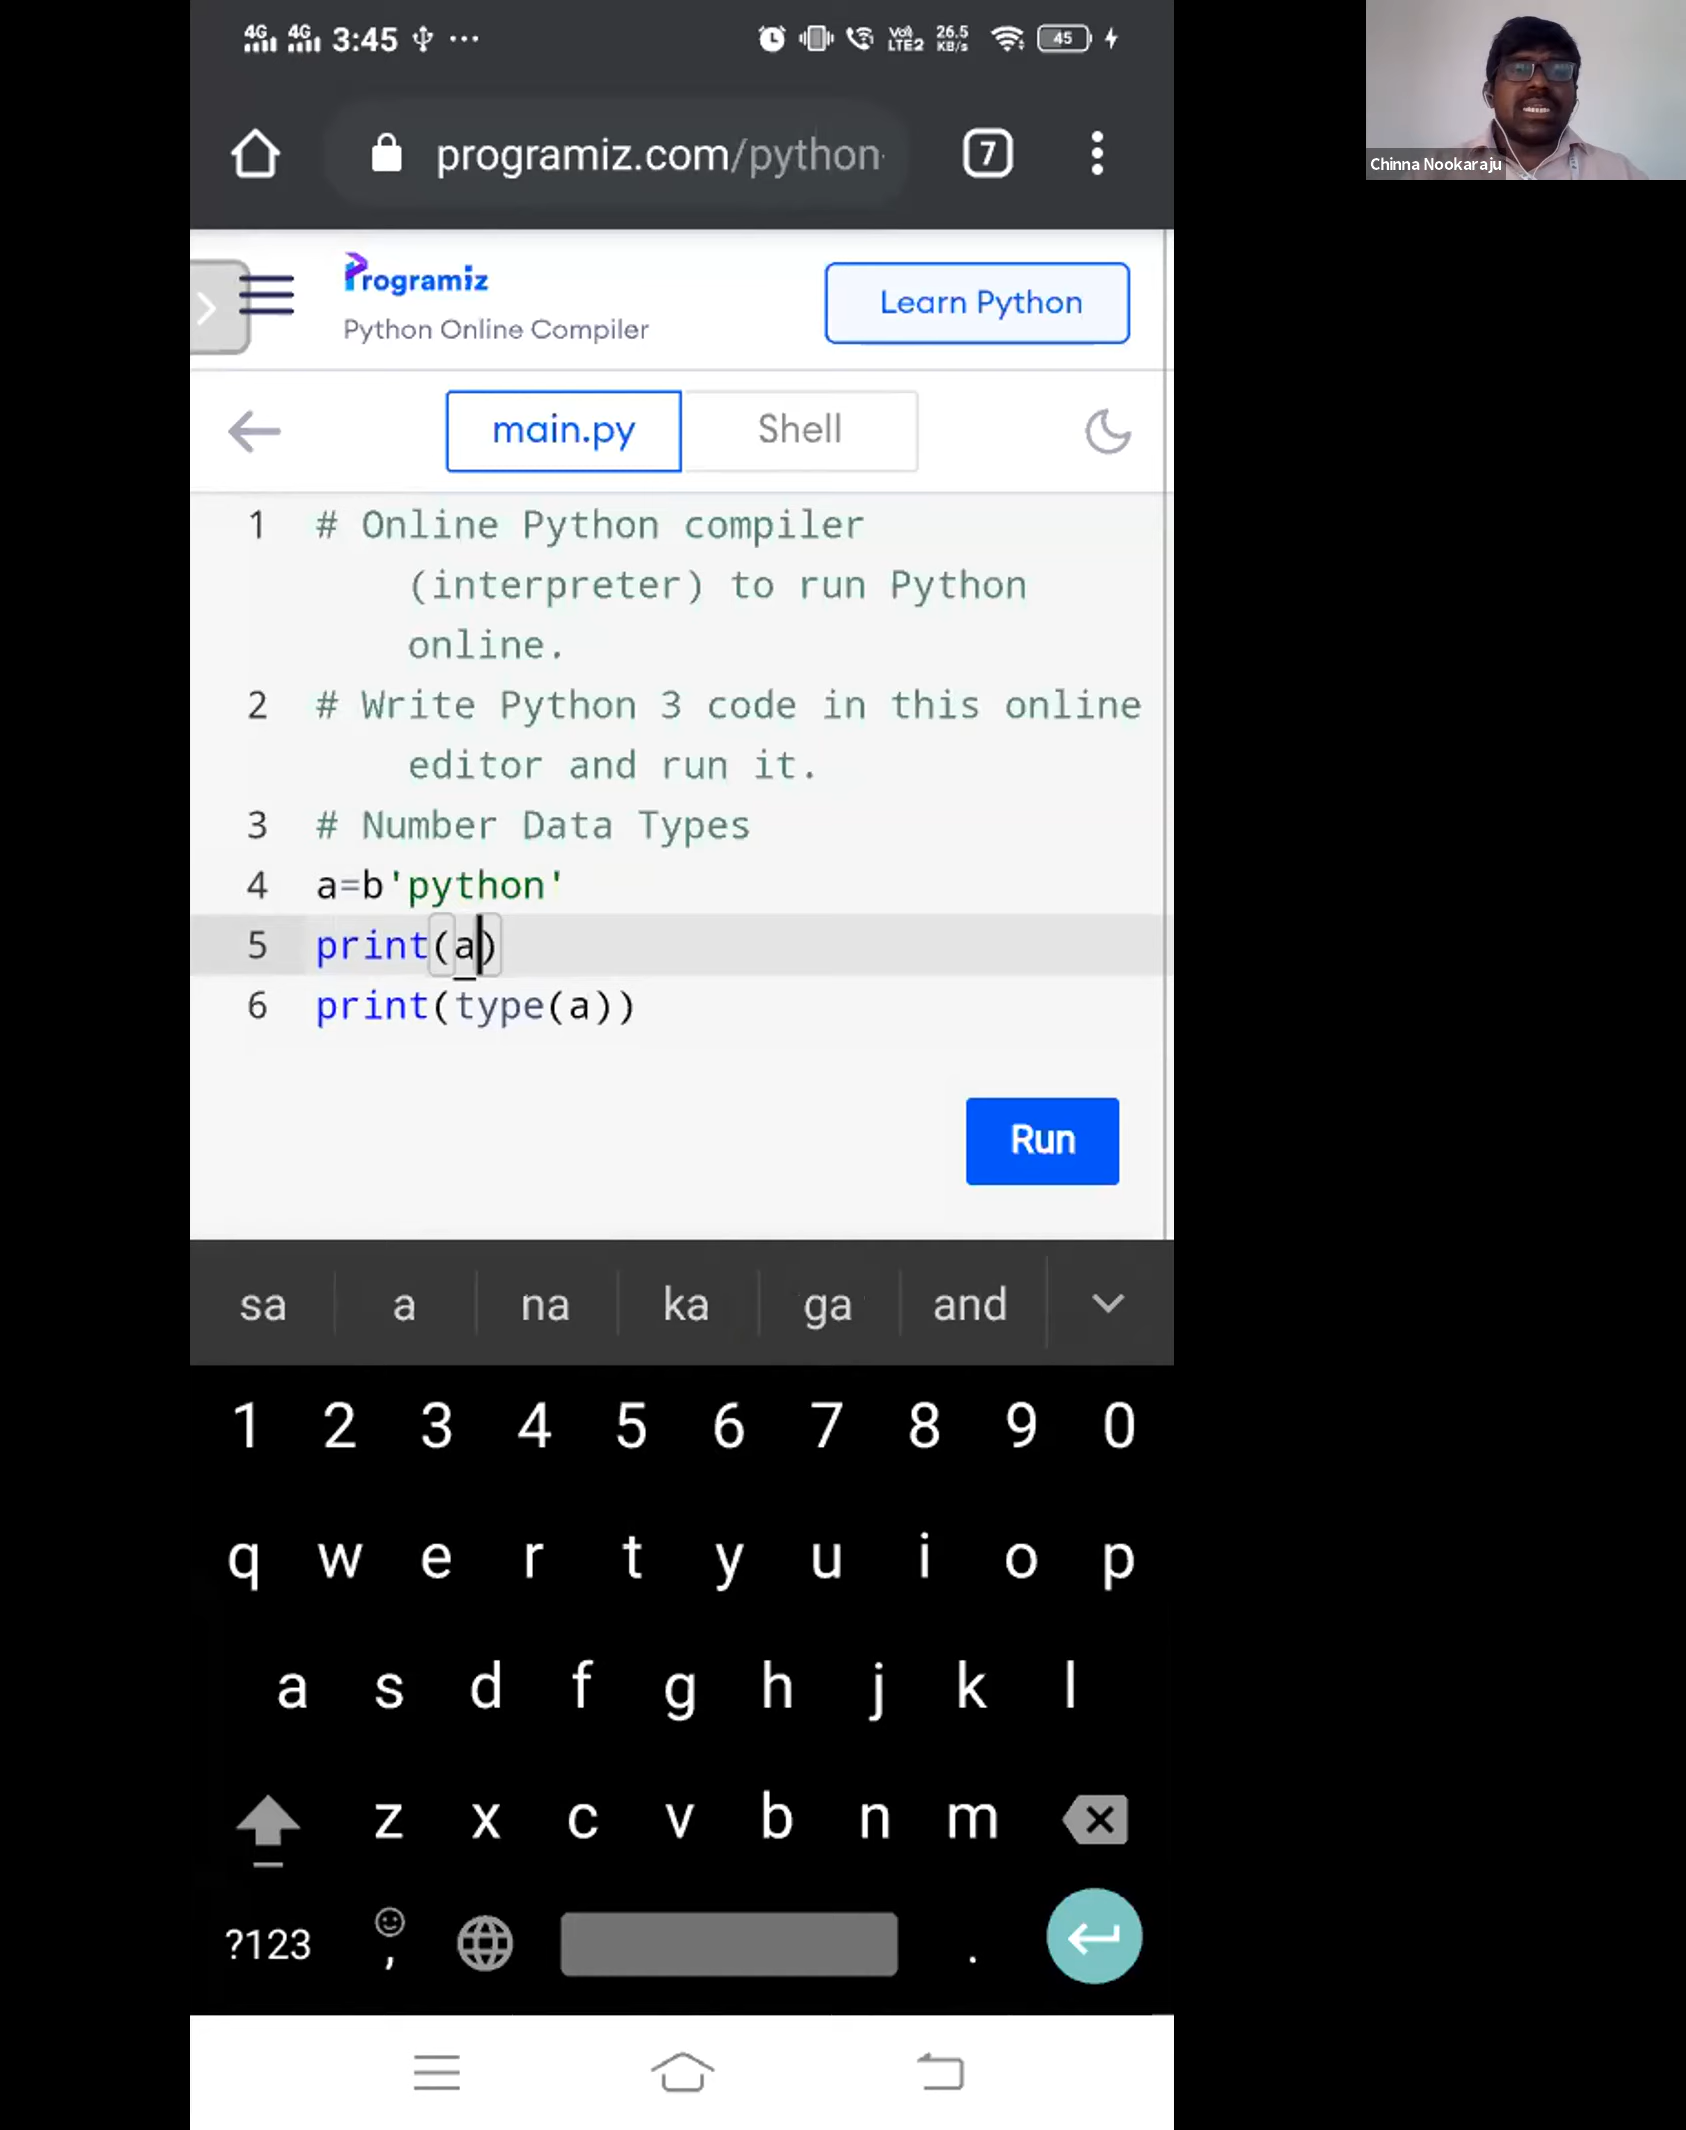 4G 4G 3:45 ··· VoL LTE2 26.5 KB/s 45
programiz.com/python 7
Chinna Nookaraju
Programiz
Python Online Compiler
Learn Python
main.py Shell
1 # Online Python compiler
(interpreter) to run Python
online.
2 # Write Python 3 code in this online
editor and run it.
3 # Number Data Types
4 a=b'python'
5 print(a)
6 print(type(a))
Run
sa a na ka ga and
1 2 3 4 5 6 7 8 9 0
q w e r t y u i o p
a s d f g h j k l
z x c v b n m
?123 , .